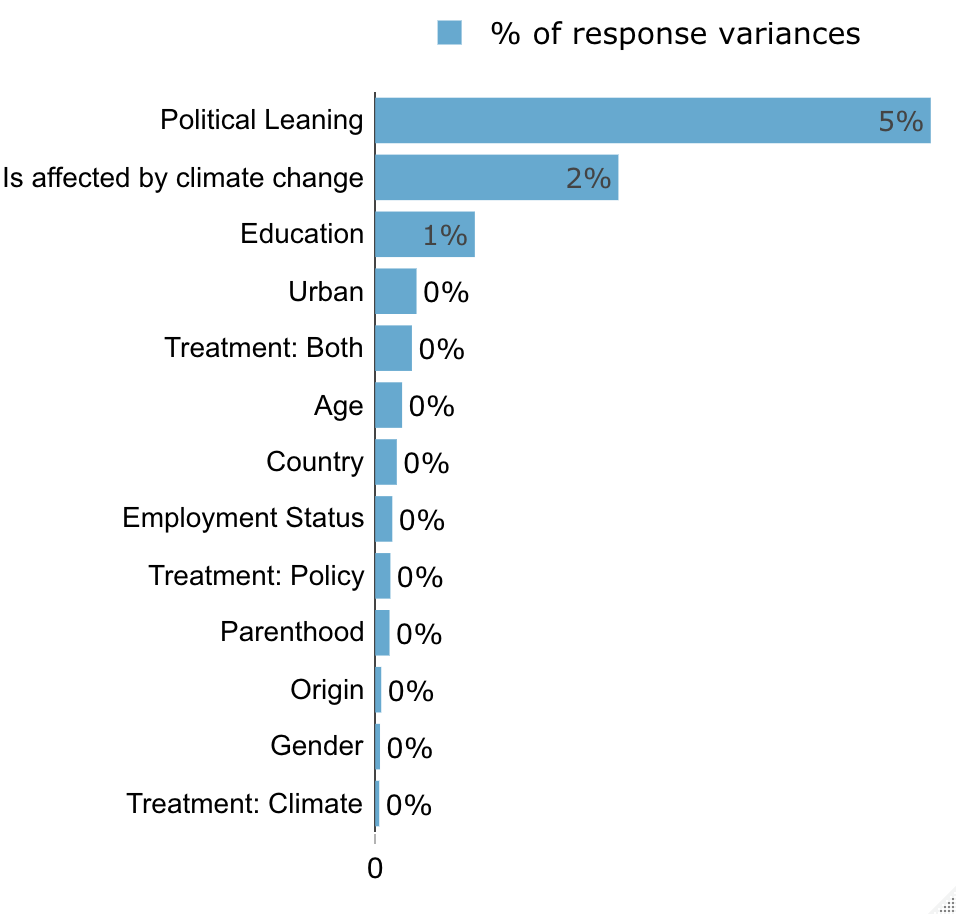 % of response variances
Political Leaning 5%
Is affected by climate change 2%
Education 1%
Urban 0%
Treatment: Both 0%
Age 0%
Country 0%
Employment Status 0%
Treatment: Policy 0%
Parenthood 0%
Origin 0%
Gender 0%
Treatment: Climate 0%
0